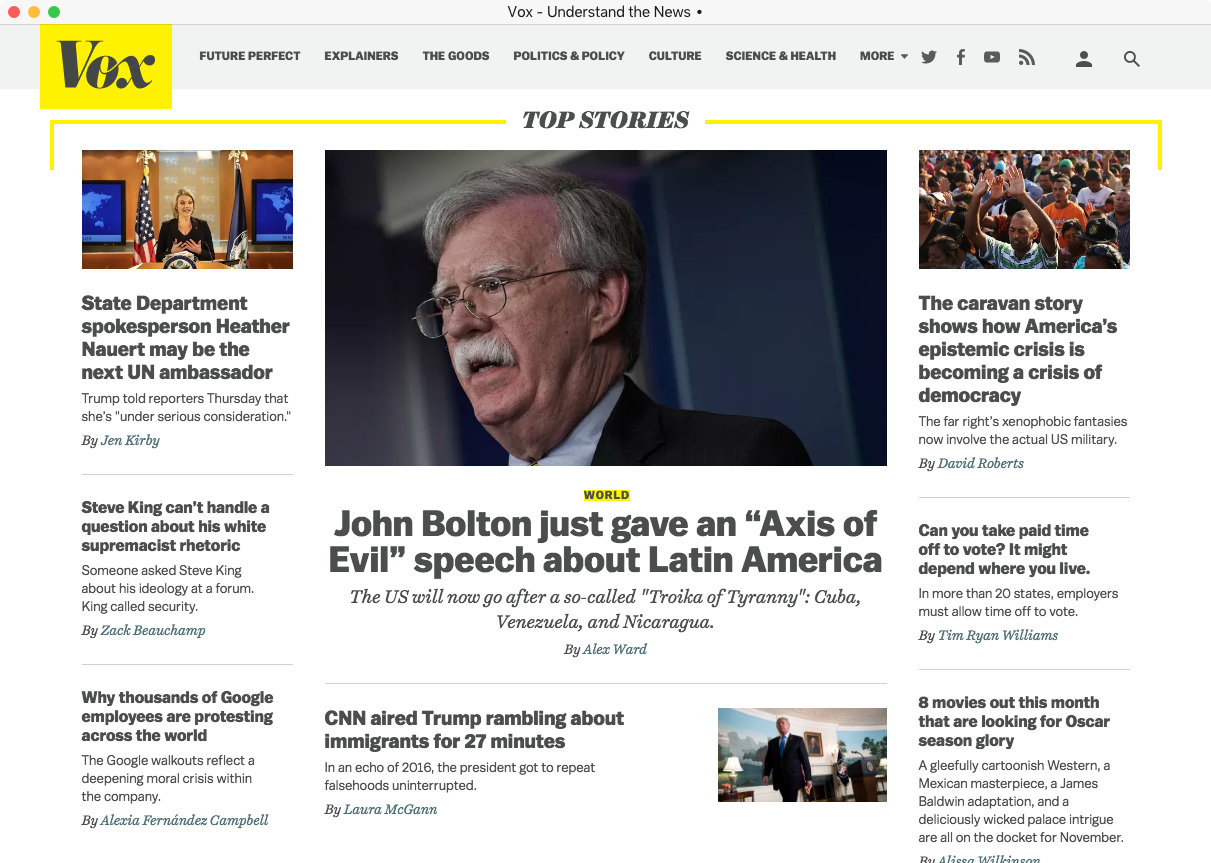 Vox - Understand the News •
Vox
FUTURE PERFECT EXPLAINERS THE GOODS POLITICS & POLICY CULTURE SCIENCE & HEALTH MORE
TOP STORIES
State Department
spokesperson Heather
Nauert may be the
next UN ambassador
Trump told reporters Thursday that
she's "under serious consideration."
By Jen Kirby
Steve King can’t handle a
question about his white
supremacist rhetoric
Someone asked Steve King
about his ideology at a forum.
King called security.
By Zack Beauchamp
Why thousands of Google
employees are protesting
across the world
The Google walkouts reflect a
deepening moral crisis within
the company.
By Alexia Fernández Campbell
WORLD
John Bolton just gave an “Axis of
Evil” speech about Latin America
The US will now go after a so-called "Troika of Tyranny": Cuba,
Venezuela, and Nicaragua.
By Alex Ward
CNN aired Trump rambling about
immigrants for 27 minutes
In an echo of 2016, the president got to repeat
falsehoods uninterrupted.
By Laura McGann
The caravan story
shows how America’s
epistemic crisis is
becoming a crisis of
democracy
The far right's xenophobic fantasies
now involve the actual US military.
By David Roberts
Can you take paid time
off to vote? It might
depend where you live.
In more than 20 states, employers
must allow time off to vote.
By Tim Ryan Williams
8 movies out this month
that are looking for Oscar
season glory
A gleefully cartoonish Western, a
Mexican masterpiece, a James
Baldwin adaptation, and a
deliciously wicked palace intrigue
are all on the docket for November.
By Alissa Wilkinson